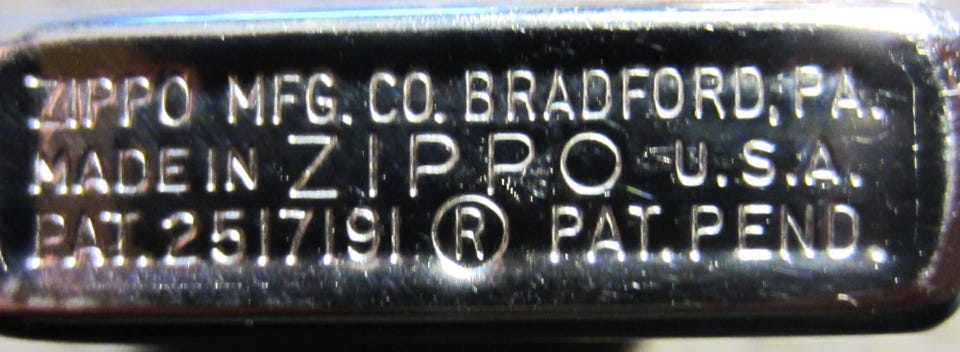 ZIPPO MFG. CO. BRADFORD, PA.
MADE IN ZIPPO U.S.A.
PAT. 2517191 ® PAT. PEND.